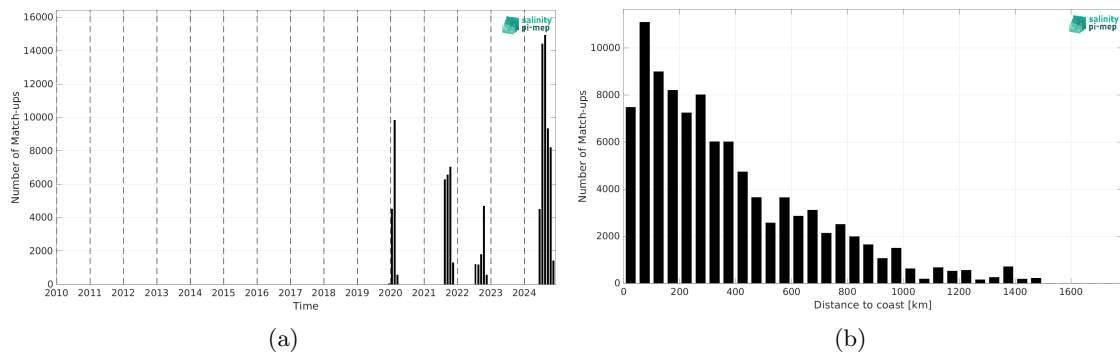 16000
14000
12000
10000
8000
6000
4000
2000
0
Number of Match-ups
2010 2011 2012 2013 2014 2015 2016 2017 2018 2019 2020 2021 2022 2023 2024
Time
salinity
pi-mep
(a)
10000
8000
6000
4000
2000
0
Number of Match-ups
0 200 400 600 800 1000 1200 1400 1600
Distance to coast [km]
salinity
pi-mep
(b)